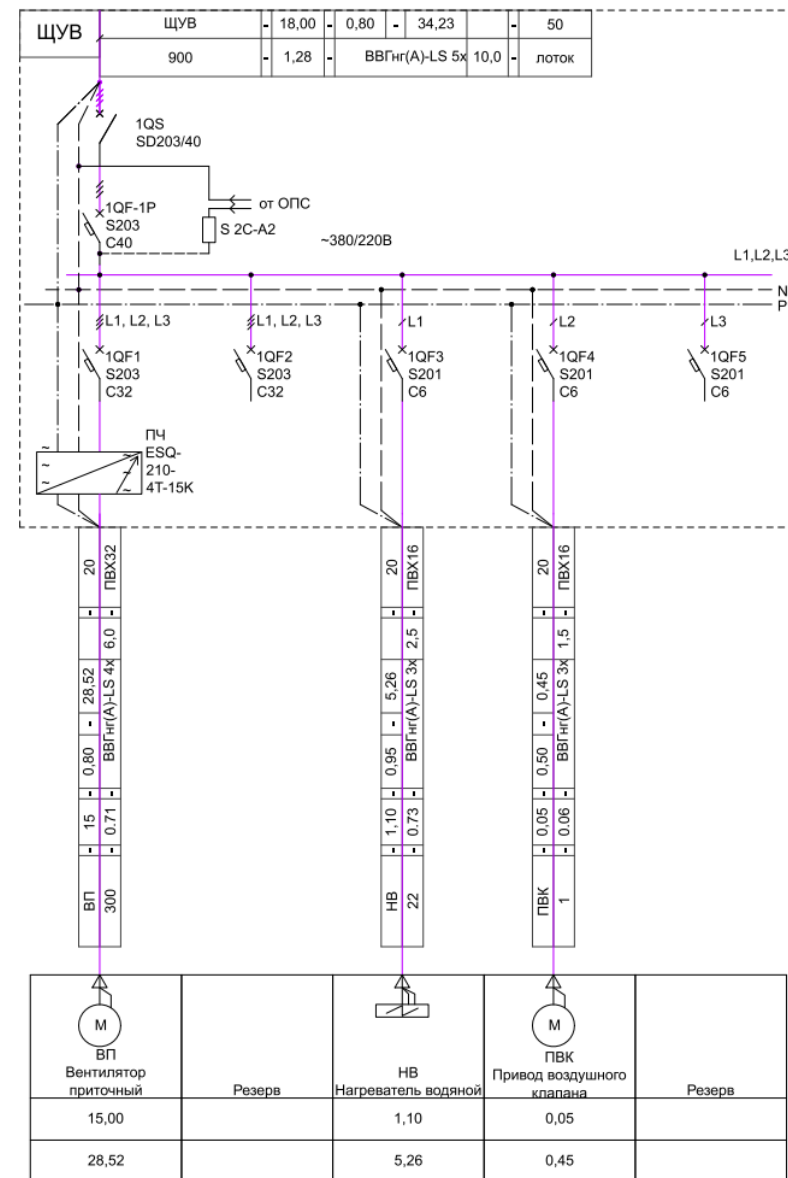 ЩУВ
ЩУВ - 18,00 - 0,80 - 34,23 - 50
900 - 1,28 - ВВГнг(A)-LS 5x 10,0 - лоток
1QS
SD203/40
1QF-1P
S203
C40
от ОПС
S 2C-A2
~380/220В
L1,L2,L3
N
P
L1, L2, L3
L1, L2, L3
L1
L2
L3
1QF1
S203
C32
1QF2
S203
C32
1QF3
S201
C6
1QF4
S201
C6
1QF5
S201
C6
ПЧ
ESQ-
210-
4T-15K
~
~
~
~
ВП - 15 - 0,80 - 28,52 - 20
300 - 0.71 - ВВГнг(A)-LS 4x 6,0 - ПВХ32
НВ - 1,10 - 0,95 - 5,26 - 20
22 - 0.73 - ВВГнг(A)-LS 3x 2,5 - ПВХ16
ПВК - 0,05 - 0,50 - 0,45 - 20
1 - 0.06 - ВВГнг(A)-LS 3x 1,5 - ПВХ16
M
ВП
Вентилятор
приточный
Резерв
НВ
Нагреватель водяной
M
ПВК
Привод воздушного
клапана
Резерв
15,00 1,10 0,05
28,52 5,26 0,45